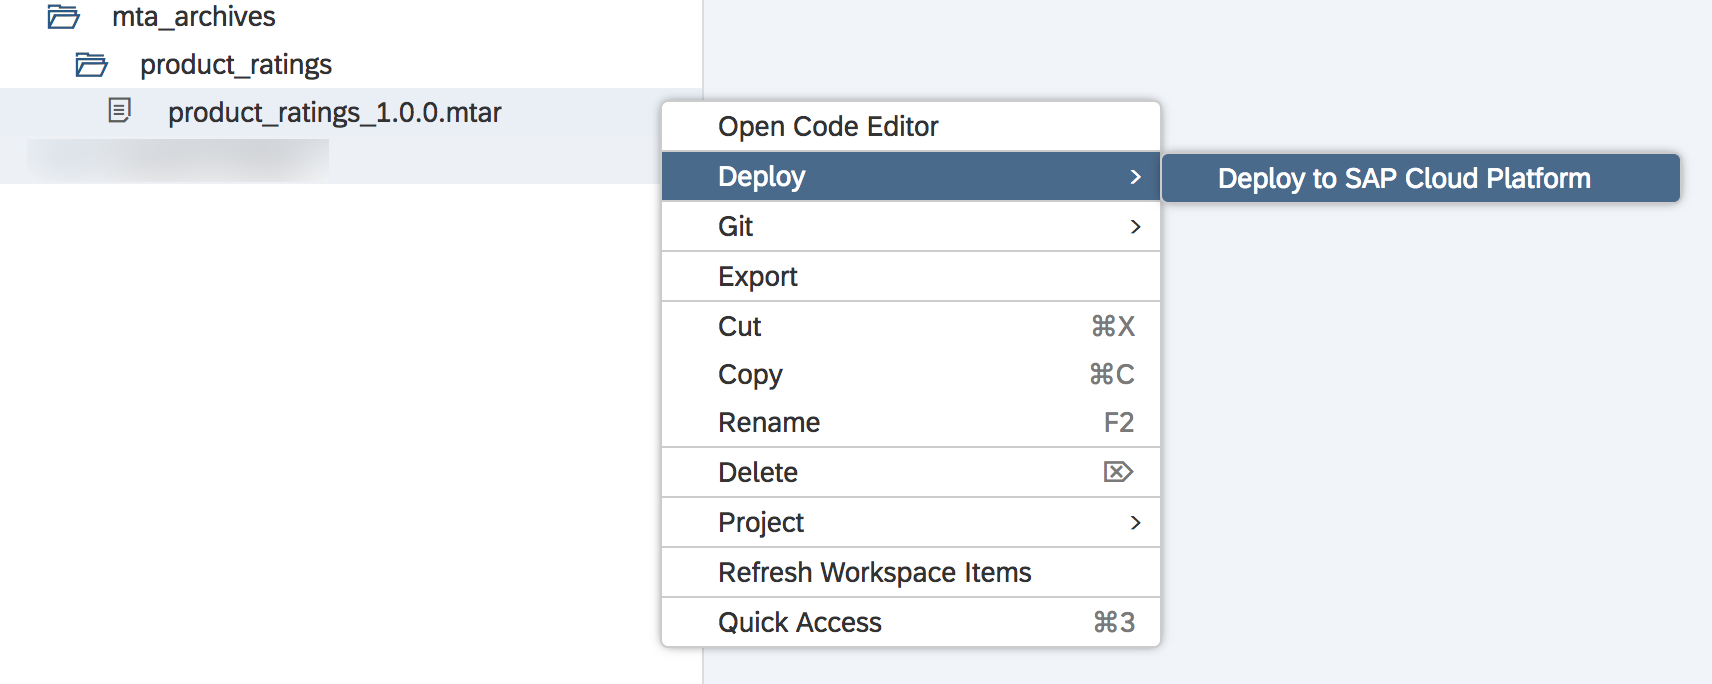 mta_archives
product_ratings
product_ratings_1.0.0.mtar
Open Code Editor
Deploy
Deploy to SAP Cloud Platform
Git
Export
Cut ⌘X
Copy ⌘C
Rename F2
Delete ⌦
Project
Refresh Workspace Items
Quick Access ⌘3